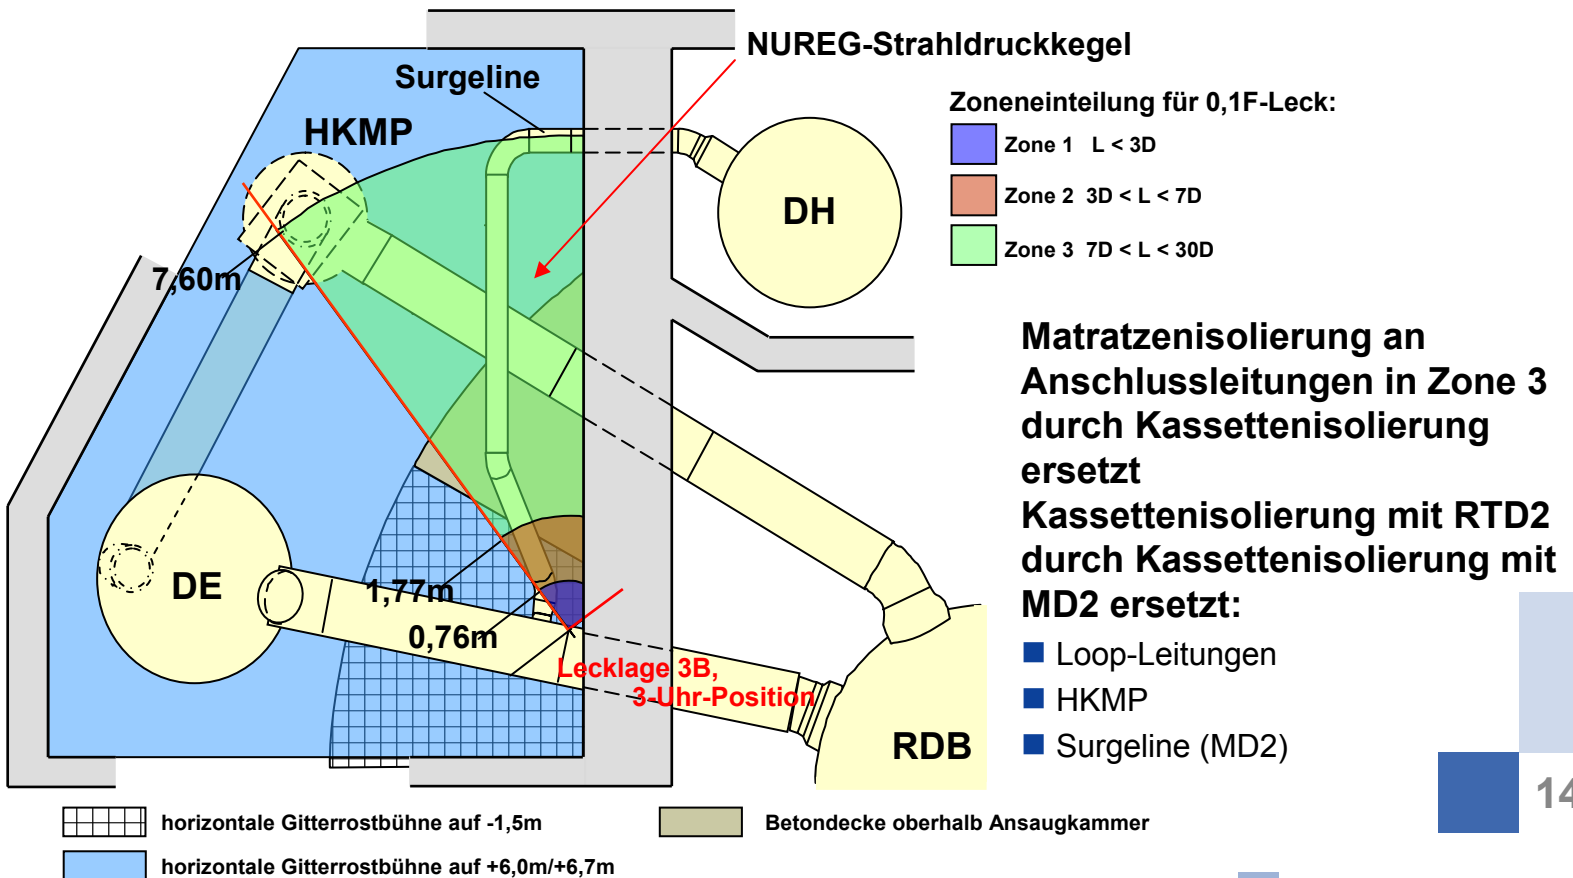 NUREG-Strahldruckkegel
Surgeline
HKMP
Zoneneinteilung für 0,1F-Leck:
Zone 1 L < 3D
Zone 2 3D < L < 7D
Zone 3 7D < L < 30D
DH
7,60m
Matratzenisolierung an
Anschlussleitungen in Zone 3
durch Kassettenisolierung
ersetzt
Kassettenisolierung mit RTD2
durch Kassettenisolierung mit
MD2 ersetzt:
Loop-Leitungen
HKMP
Surgeline (MD2)
DE
1,77m
0,76m
Lecklage 3B,
3-Uhr-Position
RDB
14
horizontale Gitterrostbühne auf -1,5m
Betondecke oberhalb Ansaugkammer
horizontale Gitterrostbühne auf +6,0m/+6,7m